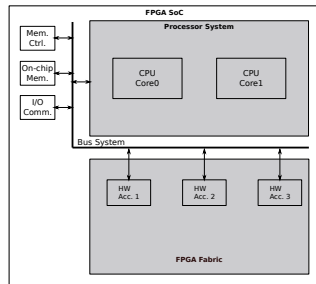 FPGA SoC
Processor System
Mem.
Ctrl.
On-chip
Mem.
I/O
Comm.
CPU
Core0
CPU
Core1
Bus System
HW
Acc. 1
HW
Acc. 2
HW
Acc. 3
FPGA Fabric